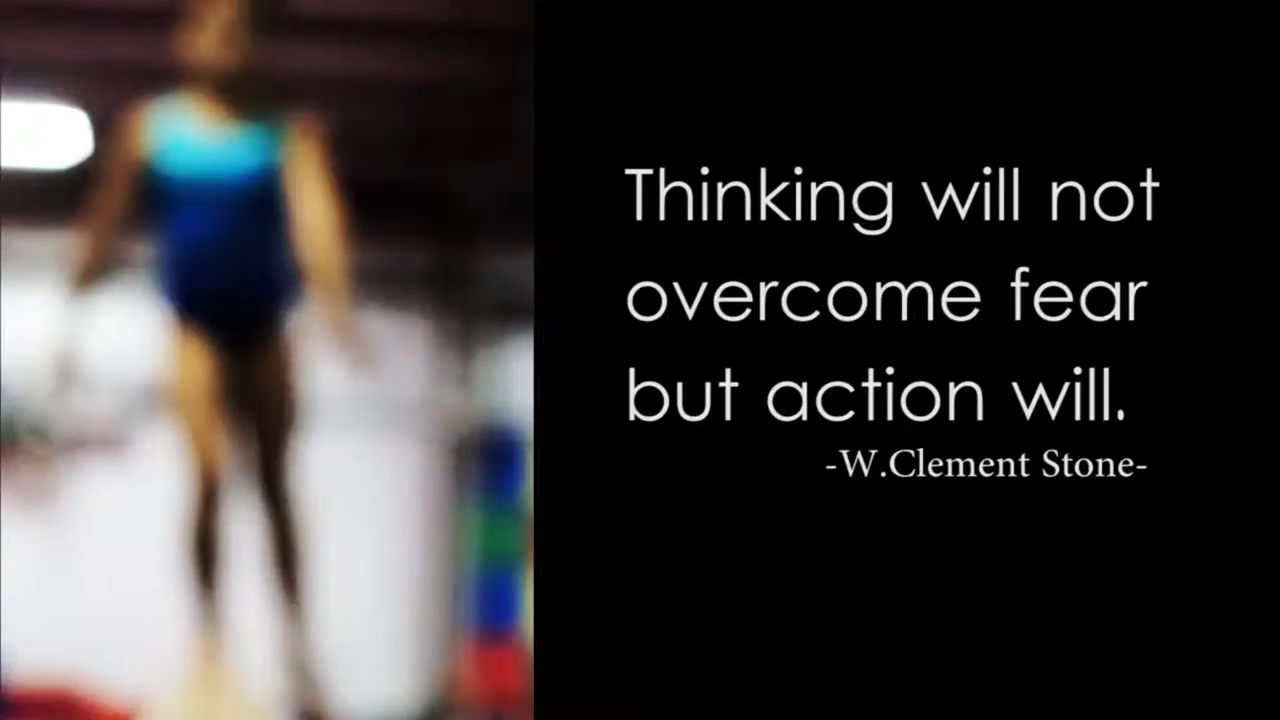 Thinking will not
overcome fear
but action will.
-W.Clement Stone-